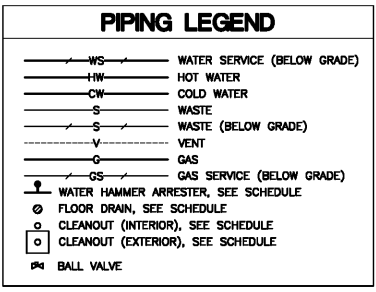 PIPING LEGEND
WS WATER SERVICE (BELOW GRADE)
HW HOT WATER
CW COLD WATER
S WASTE
S WASTE (BELOW GRADE)
V VENT
G GAS
GS GAS SERVICE (BELOW GRADE)
WATER HAMMER ARRESTER, SEE SCHEDULE
FLOOR DRAIN, SEE SCHEDULE
CLEANOUT (INTERIOR), SEE SCHEDULE
CLEANOUT (EXTERIOR), SEE SCHEDULE
BALL VALVE